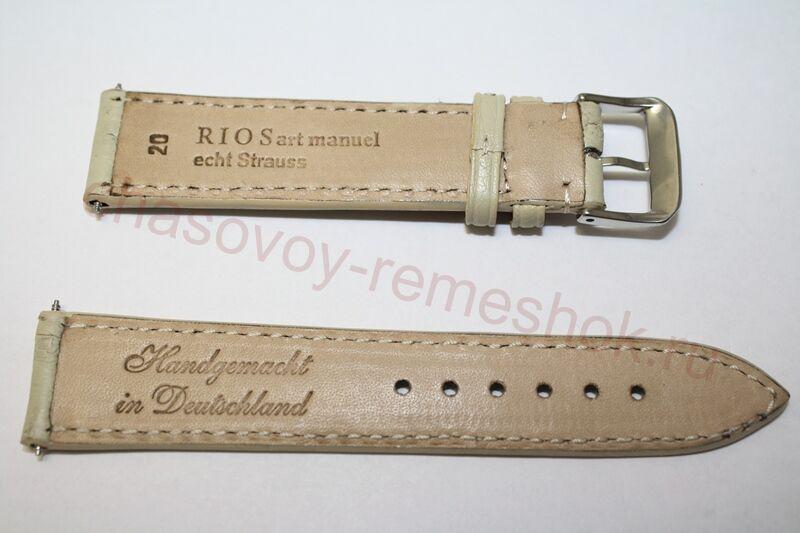 20
RIOS art manuel
echt Strauss
chasovoy-remeshok.ru
Handgemacht
in Deutschland